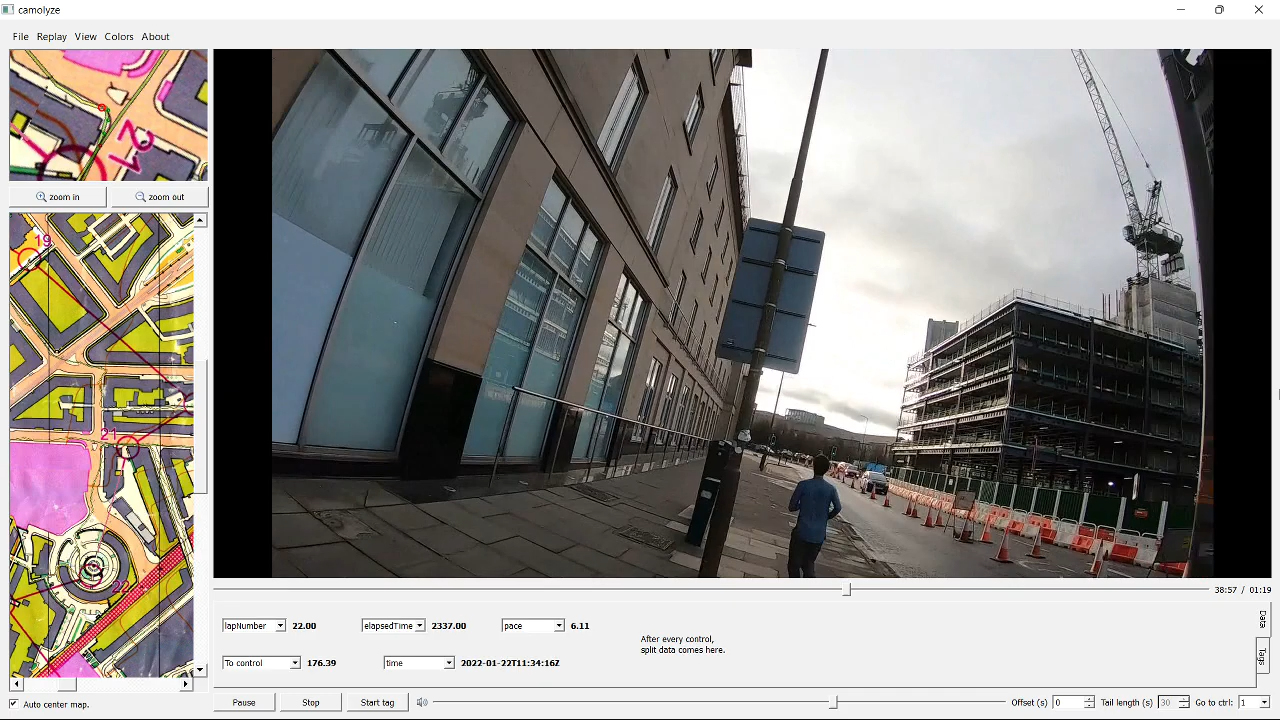 camolyze
File Replay View Colors About
21
zoom in zoom out
19
21
22
38:57 / 01:19
Data
lapNumber 22.00 elapsedTime 2337.00 pace 6.11
After every control,
split data comes here.
Tags
To control 176.39 time 2022-01-22T11:34:16Z
Auto center map.
Pause Stop Start tag Offset (s) 0 Tail length (s) 30 Go to ctrl: 1